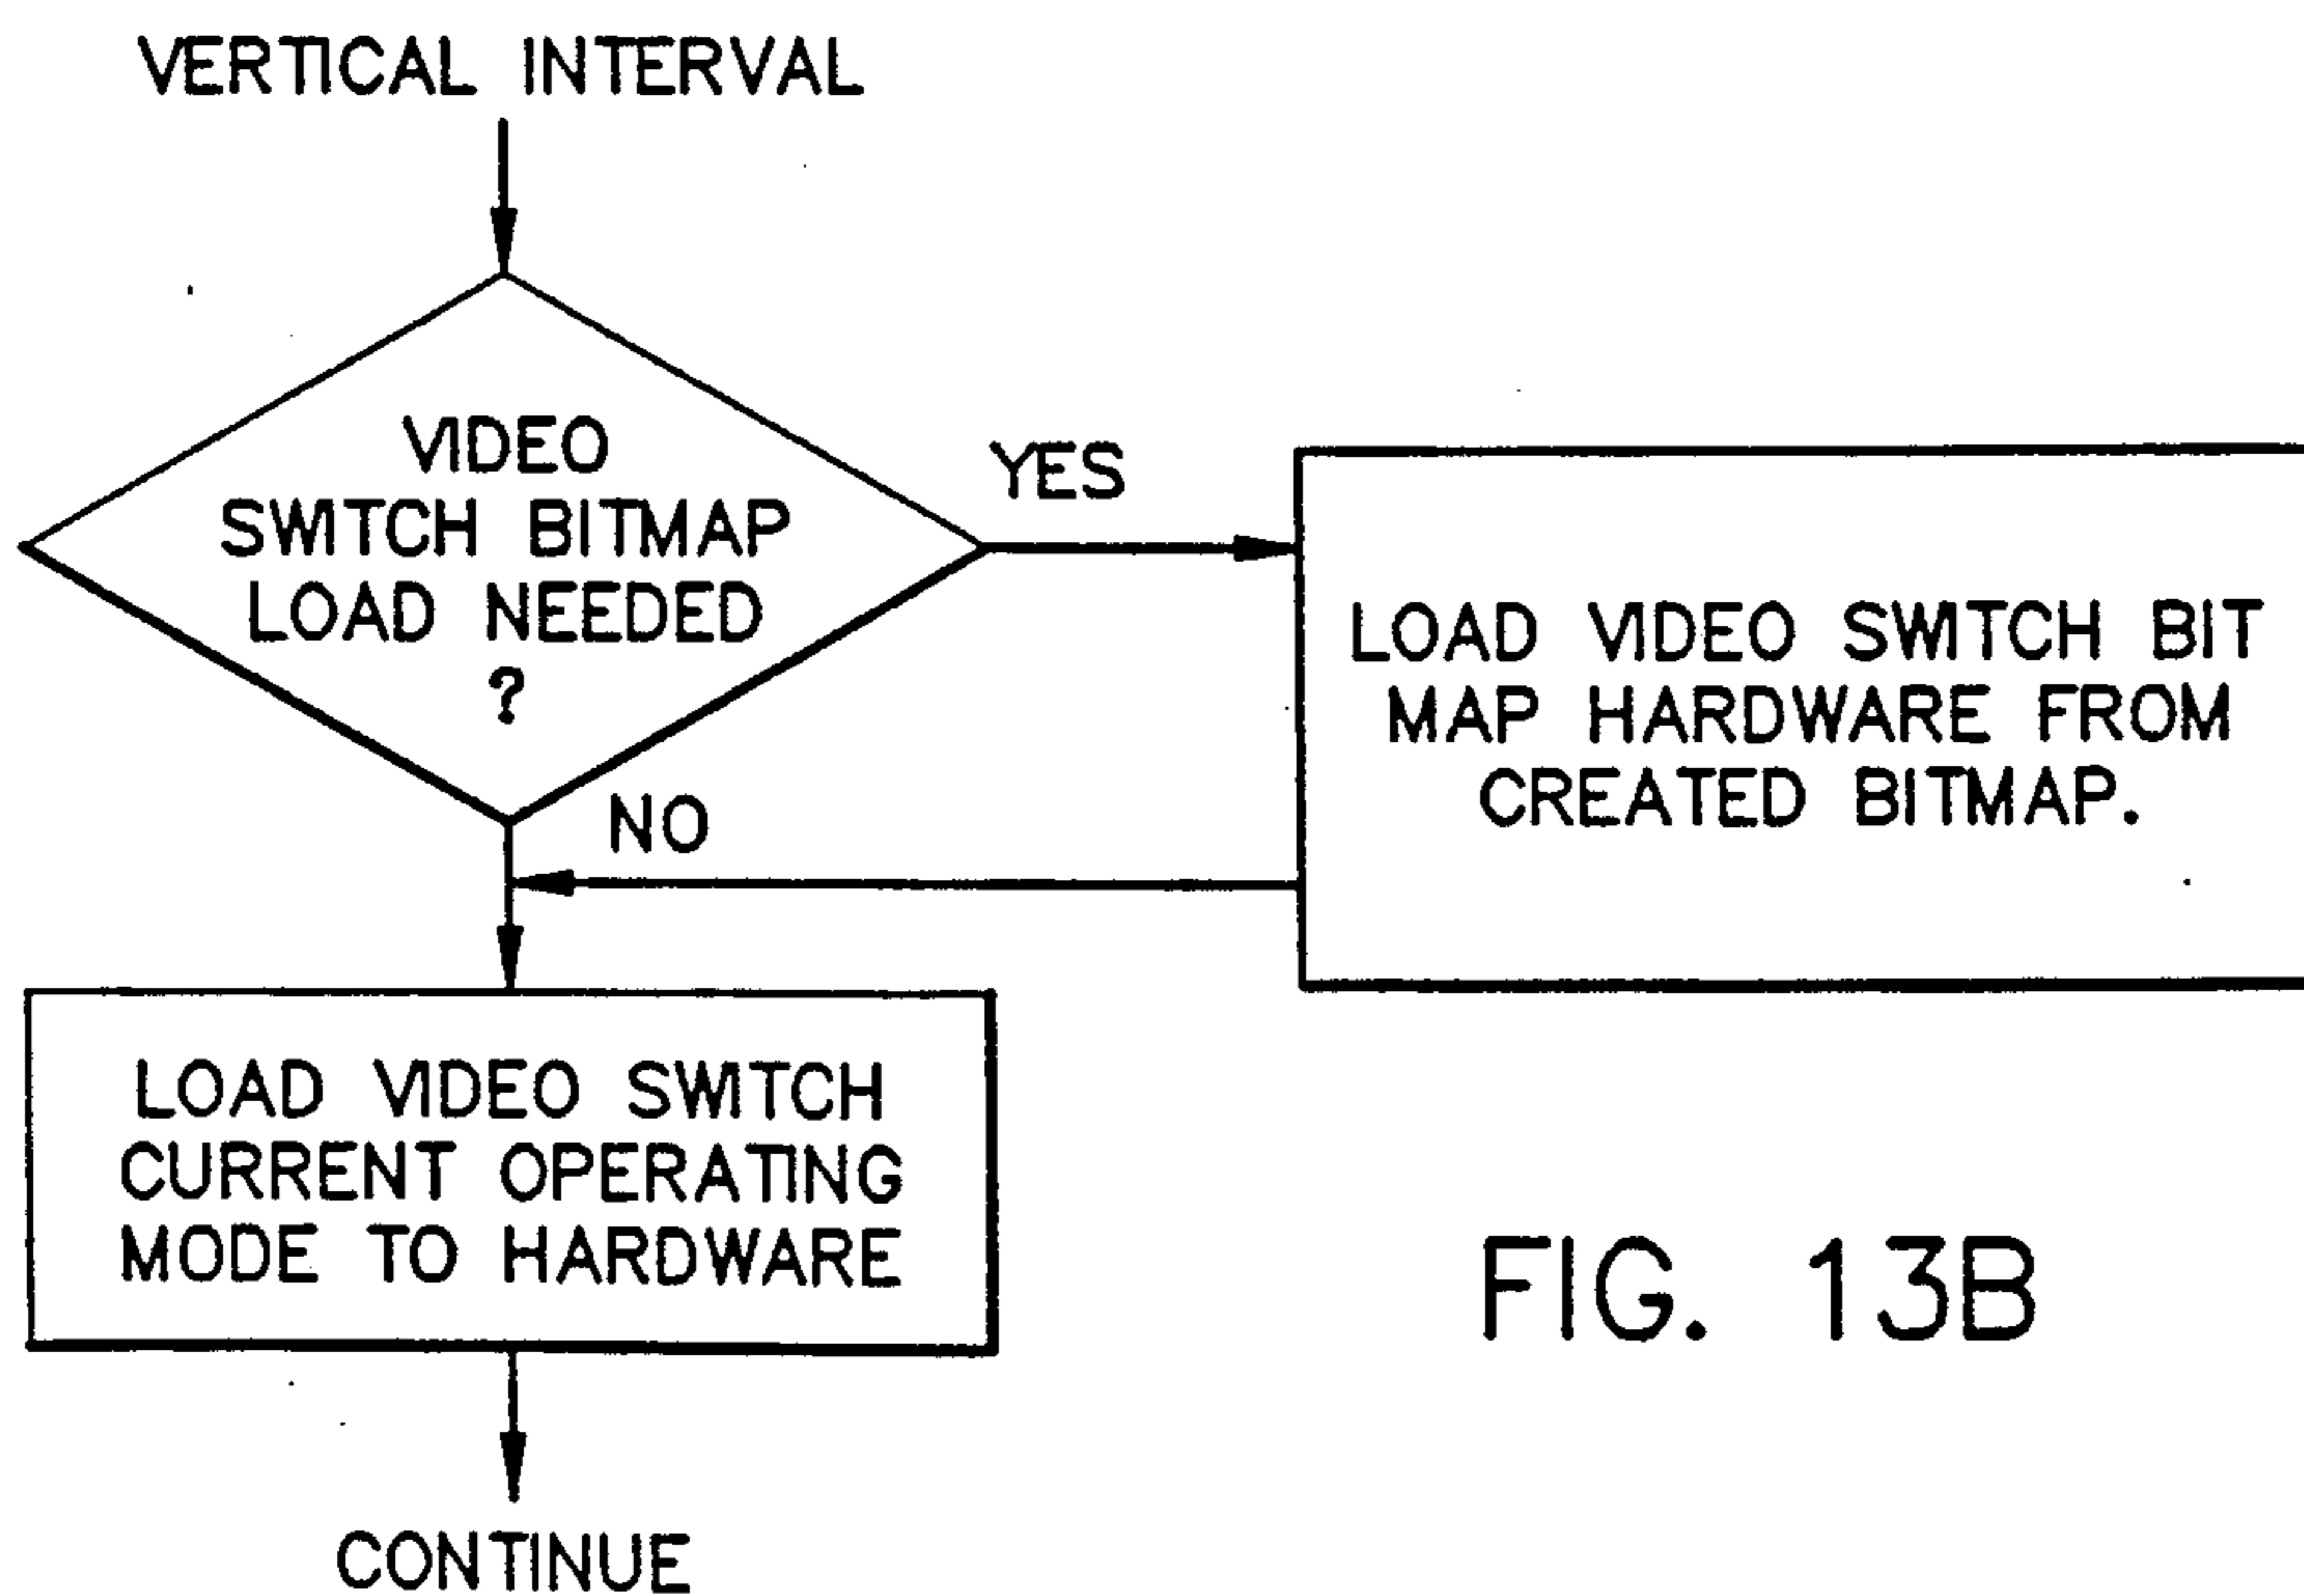 VERTICAL INTERVAL
VIDEO
SWITCH BITMAP
LOAD NEEDED
?
YES
NO
LOAD VIDEO SWITCH BIT
MAP HARDWARE FROM
CREATED BITMAP.
LOAD VIDEO SWITCH
CURRENT OPERATING
MODE TO HARDWARE
CONTINUE
FIG. 13B